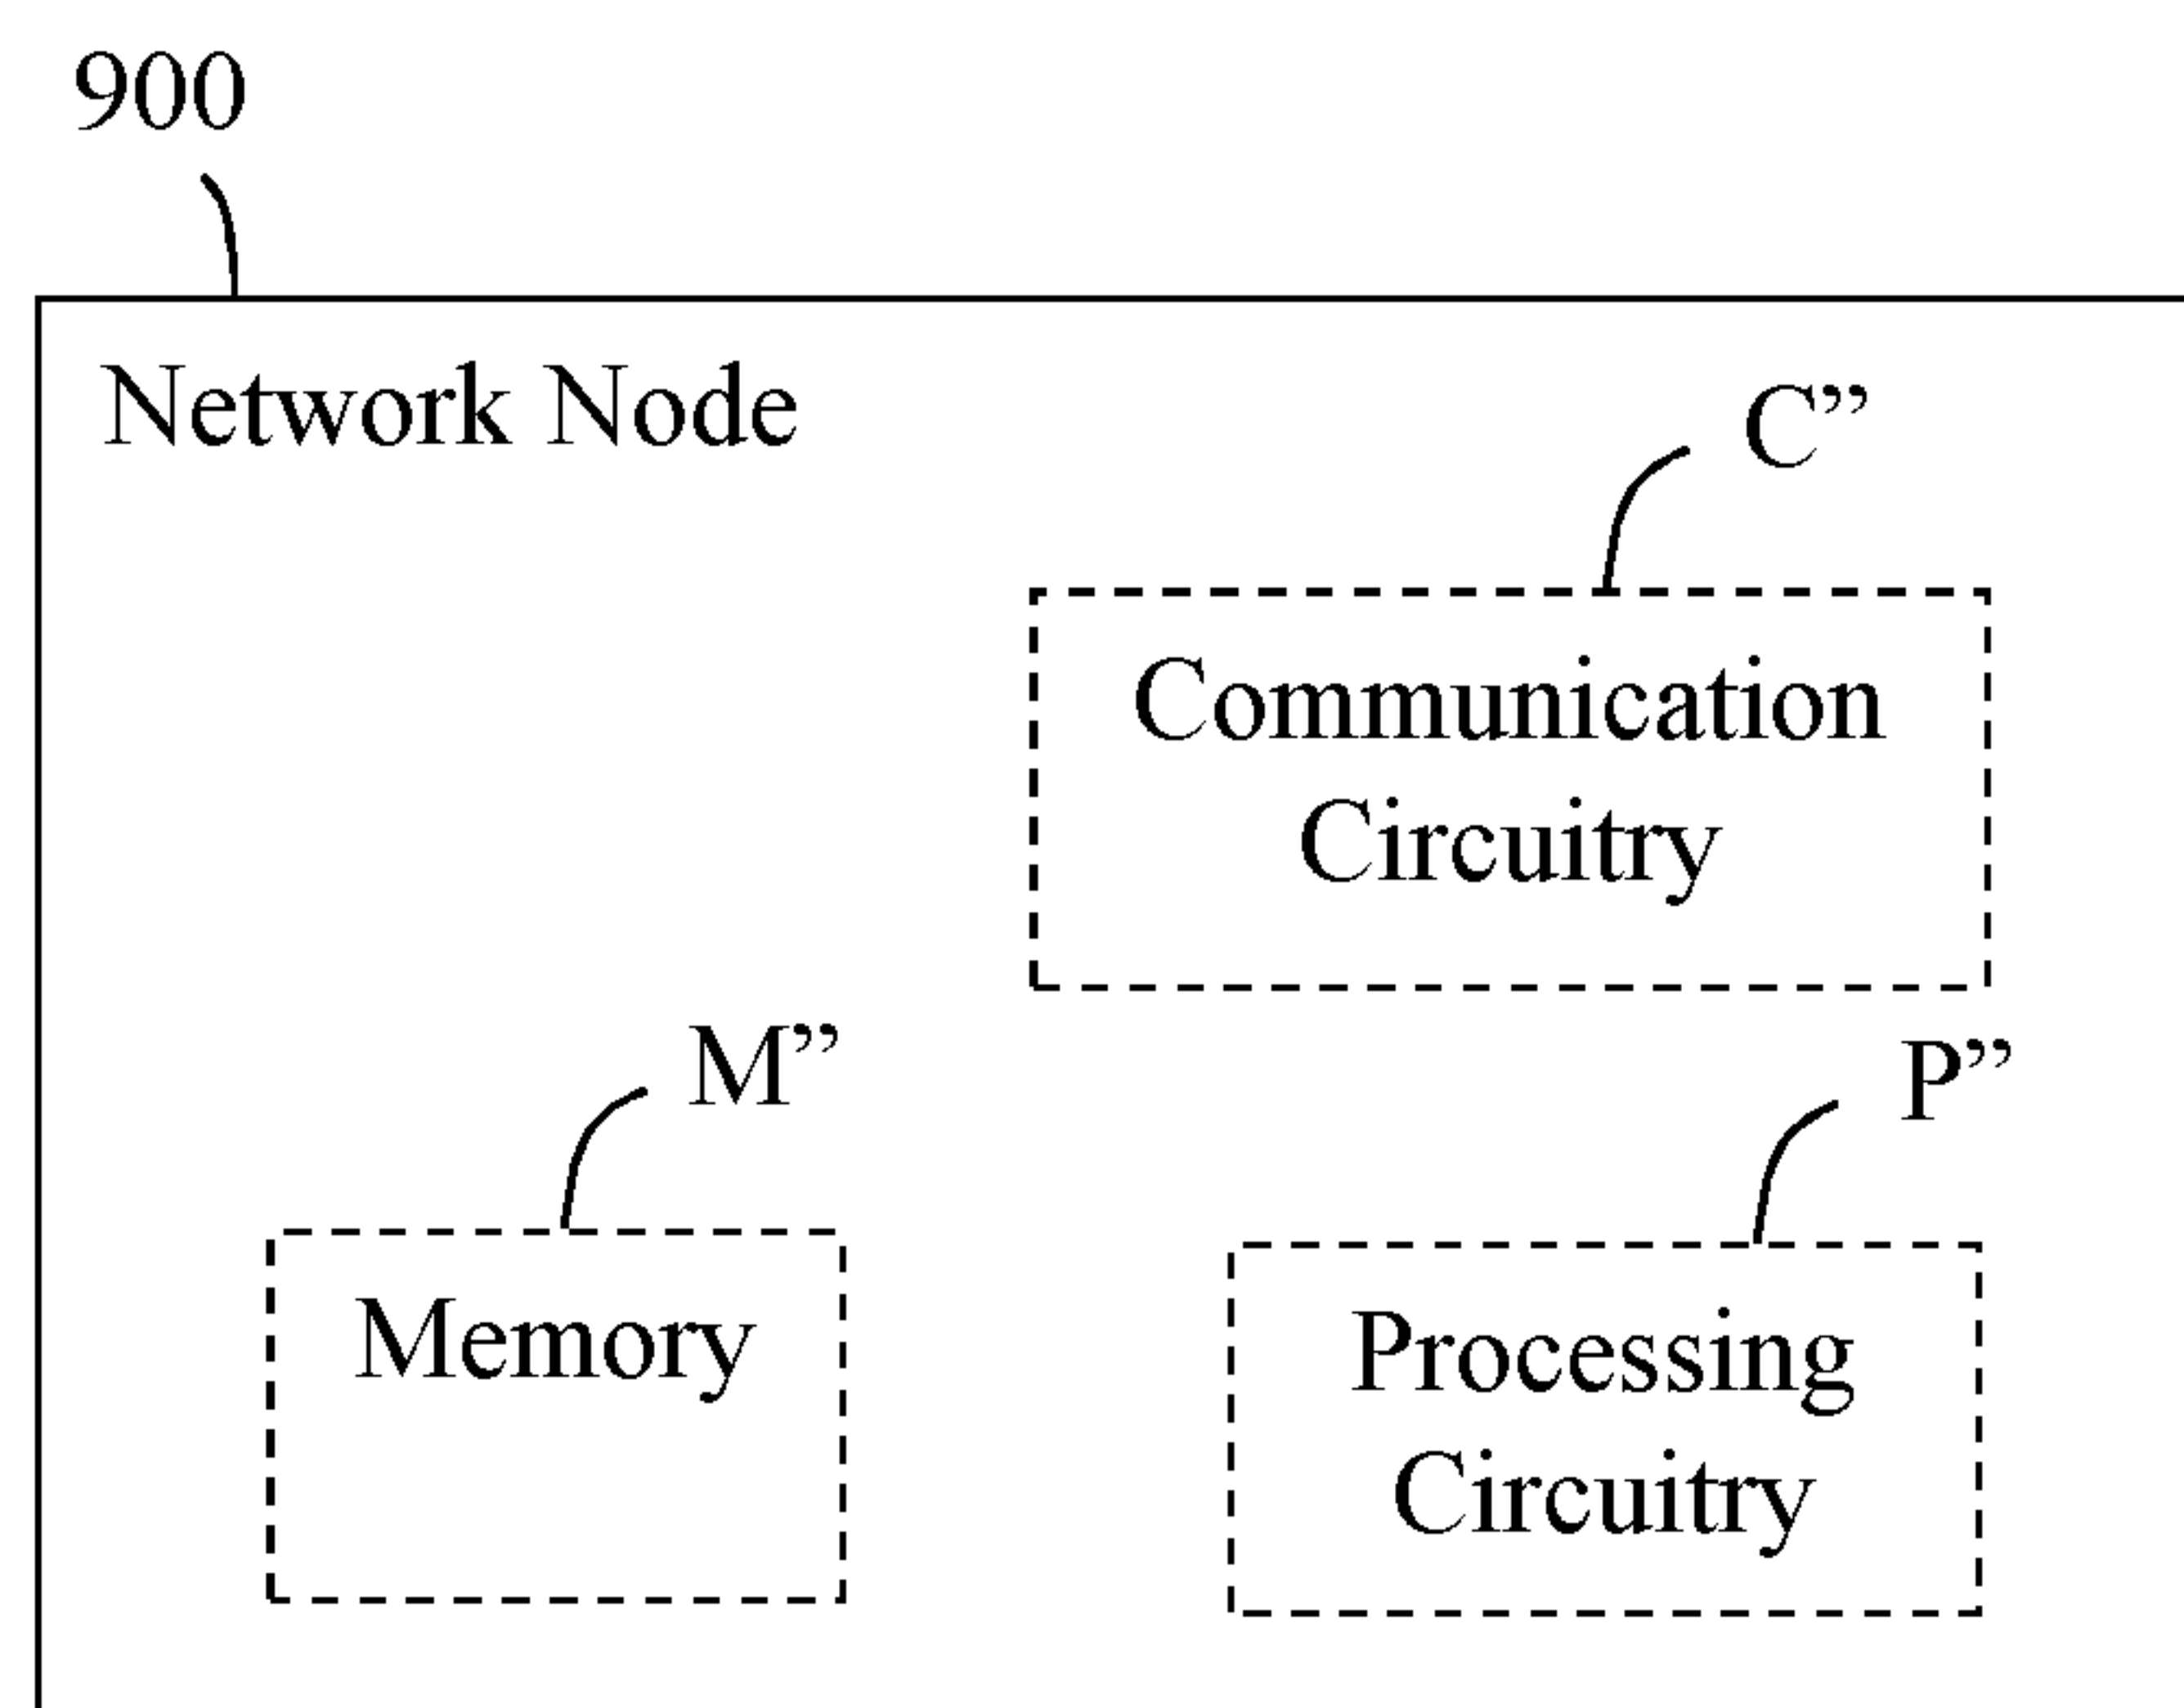 900
Network Node
C”
Communication
Circuitry
M”
P”
Memory
Processing
Circuitry